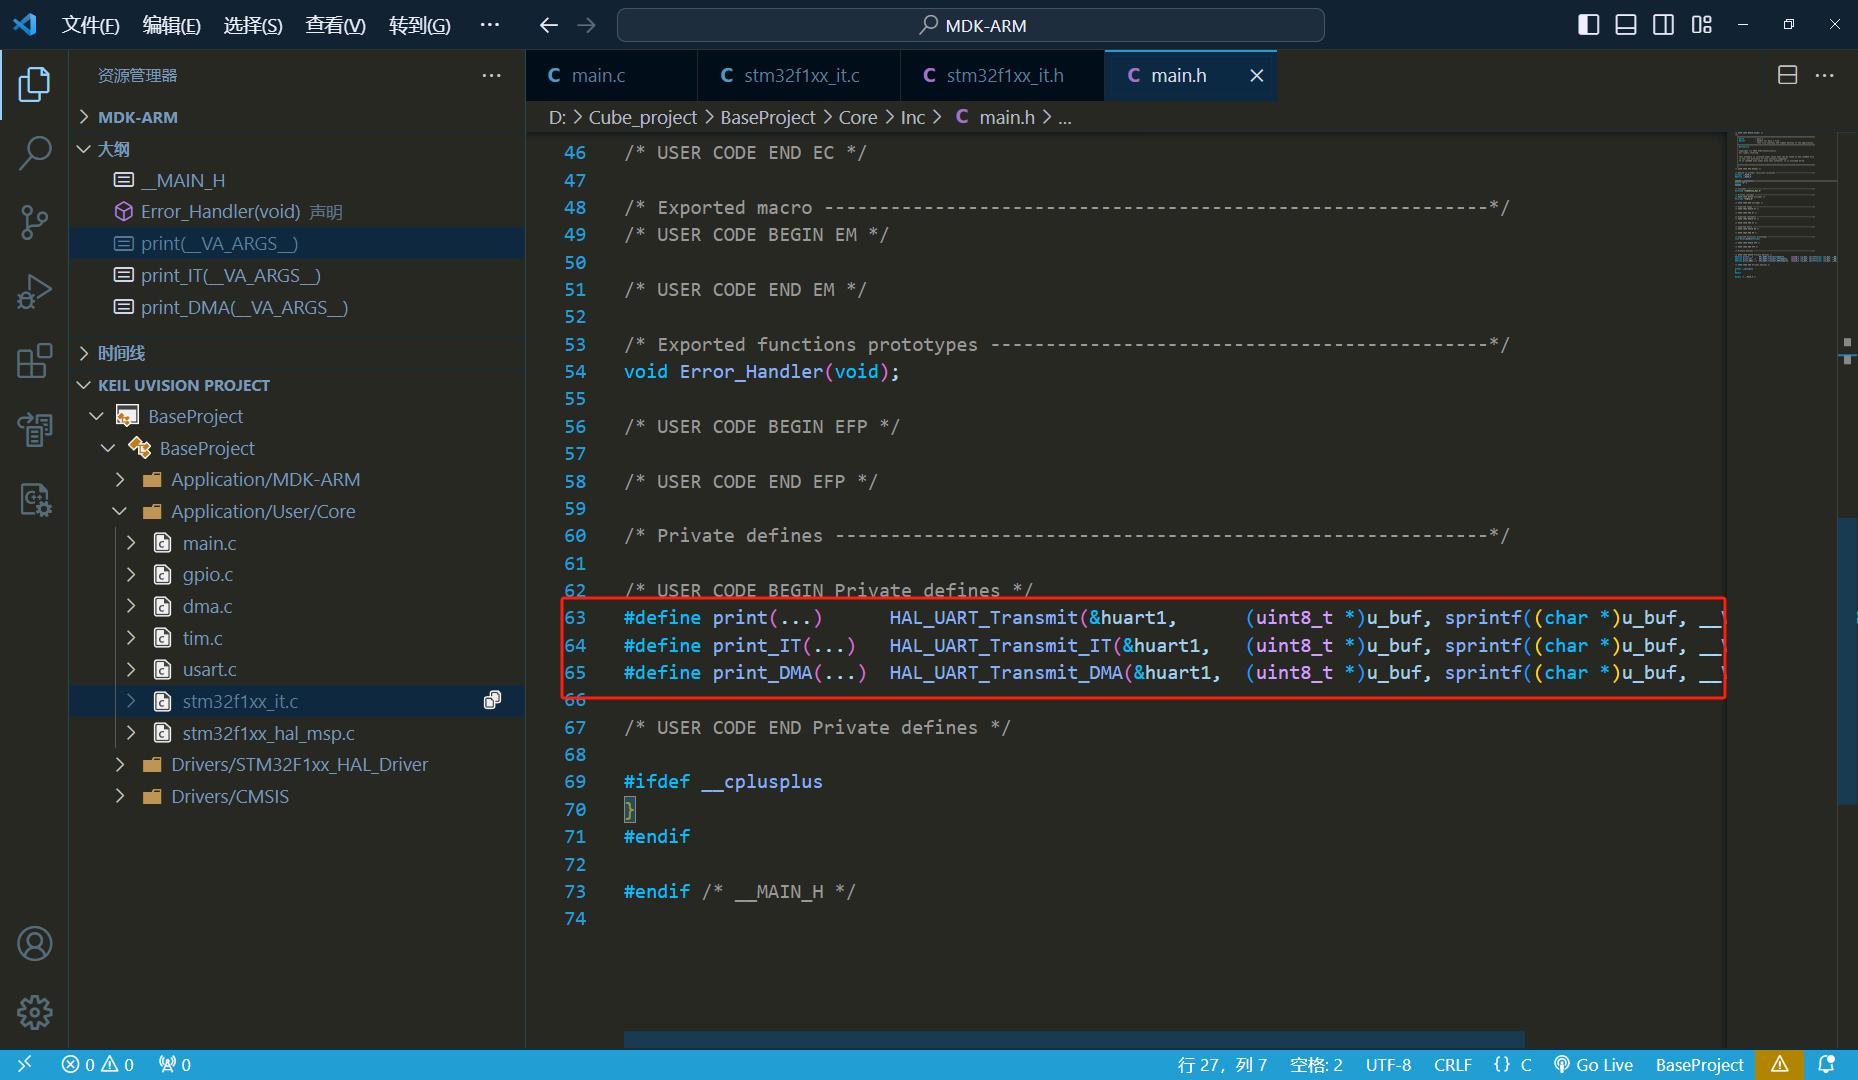 文件(F) 编辑(E) 选择(S) 查看(V) 转到(G) ··· MDK-ARM
资源管理器 ···
MDK-ARM
大纲
__MAIN_H
Error_Handler(void) 声明
print(__VA_ARGS__)
print_IT(__VA_ARGS__)
print_DMA(__VA_ARGS__)
时间线
KEIL UVISION PROJECT
BaseProject
BaseProject
Application/MDK-ARM
Application/User/Core
main.c
gpio.c
dma.c
tim.c
usart.c
stm32f1xx_it.c
stm32f1xx_hal_msp.c
Drivers/STM32F1xx_HAL_Driver
Drivers/CMSIS
C main.c C stm32f1xx_it.c C stm32f1xx_it.h C main.h
D: > Cube_project > BaseProject > Core > Inc > C main.h > ...
46 /* USER CODE END EC */
47
48 /* Exported macro ------------------------------------------------------------*/
49 /* USER CODE BEGIN EM */
50
51 /* USER CODE END EM */
52
53 /* Exported functions prototypes ---------------------------------------------*/
54 void Error_Handler(void);
55
56 /* USER CODE BEGIN EFP */
57
58 /* USER CODE END EFP */
59
60 /* Private defines -----------------------------------------------------------*/
61
62 /* USER CODE BEGIN Private defines */
63 #define print(...)      HAL_UART_Transmit(&huart1,      (uint8_t *)u_buf, sprintf((char *)u_buf, __
64 #define print_IT(...)   HAL_UART_Transmit_IT(&huart1,   (uint8_t *)u_buf, sprintf((char *)u_buf, __
65 #define print_DMA(...)  HAL_UART_Transmit_DMA(&huart1,  (uint8_t *)u_buf, sprintf((char *)u_buf, __
66
67 /* USER CODE END Private defines */
68
69 #ifdef __cplusplus
70 }
71 #endif
72
73 #endif /* __MAIN_H */
74
0 0 0 行 27，列 7 空格: 2 UTF-8 CRLF {} C Go Live BaseProject